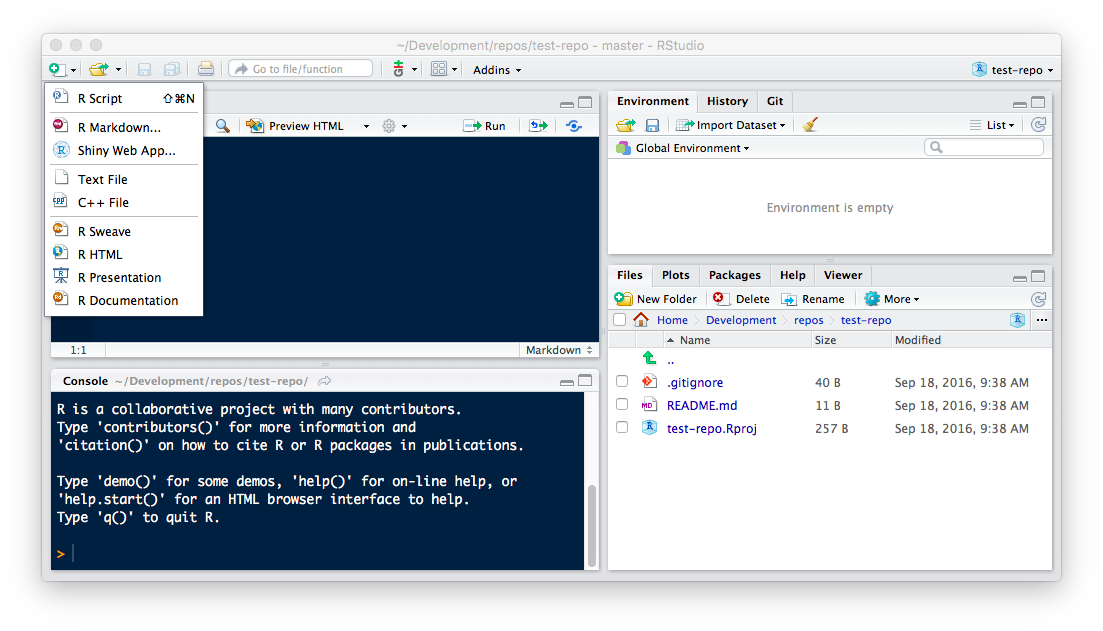 ~/Development/repos/test-repo - master - RStudio
Go to file/function
Addins
test-repo
R Script ⇧⌘N
R Markdown...
Shiny Web App...
Text File
C++ File
R Sweave
R HTML
R Presentation
R Documentation
Preview HTML
Run
1:1
Markdown
Console ~/Development/repos/test-repo/
R is a collaborative project with many contributors.
Type 'contributors()' for more information and
'citation()' on how to cite R or R packages in publications.
Type 'demo()' for some demos, 'help()' for on-line help, or
'help.start()' for an HTML browser interface to help.
Type 'q()' to quit R.
>
Environment History Git
Import Dataset List
Global Environment
Environment is empty
Files Plots Packages Help Viewer
New Folder Delete Rename More
Home Development repos test-repo ...
Name Size Modified
..
.gitignore 40 B Sep 18, 2016, 9:38 AM
README.md 11 B Sep 18, 2016, 9:38 AM
test-repo.Rproj 257 B Sep 18, 2016, 9:38 AM